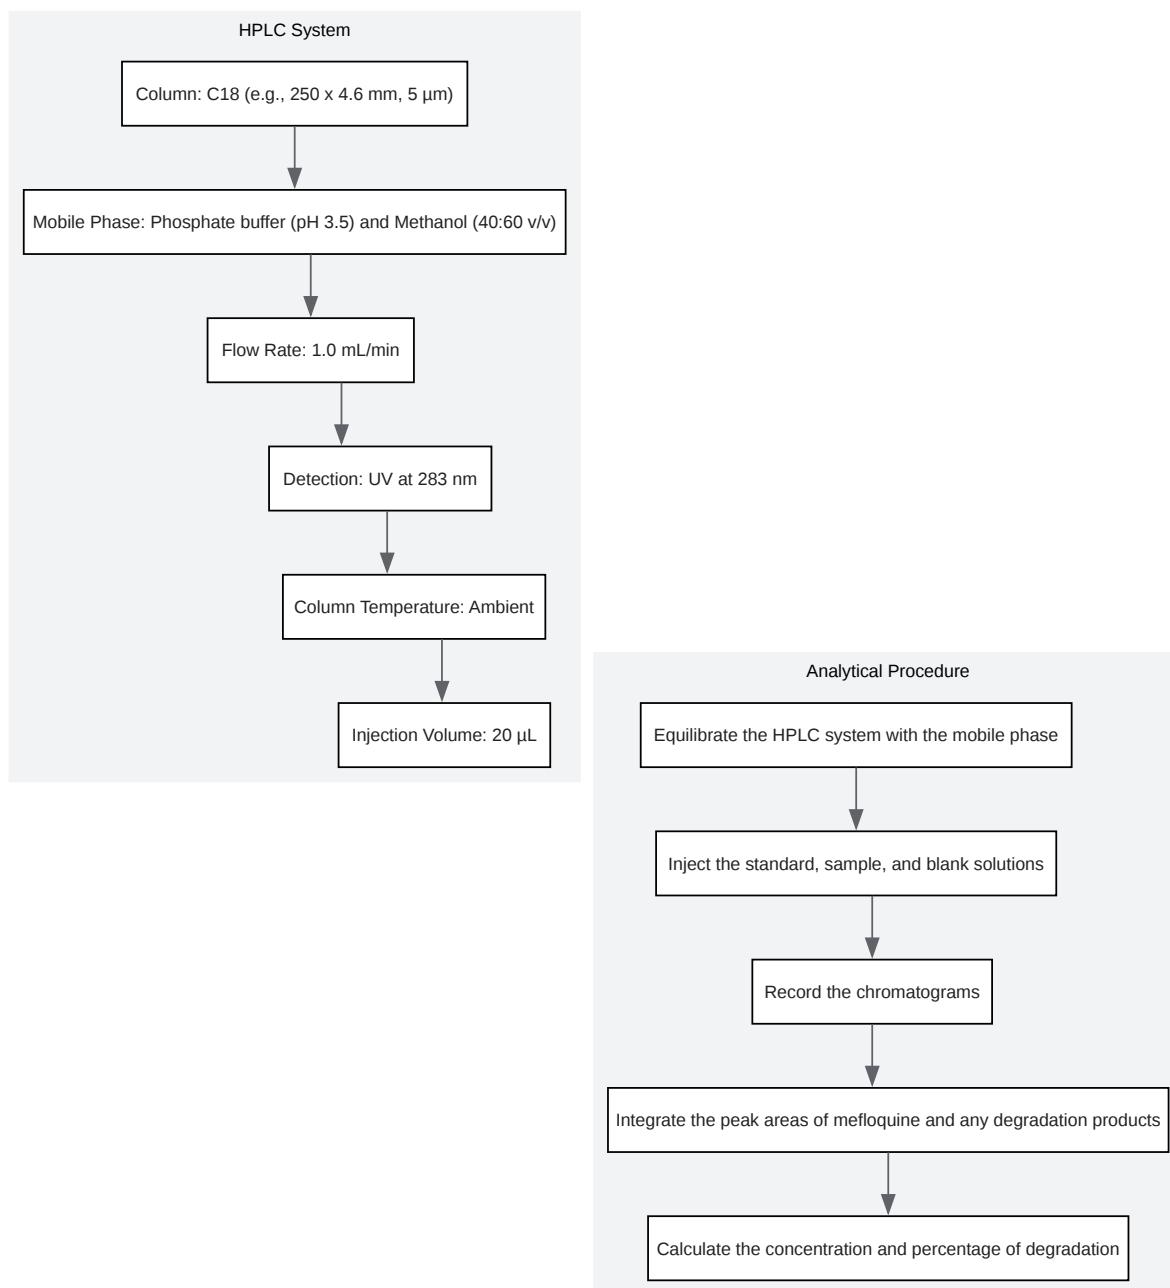 HPLC System
Column: C18 (e.g., 250 x 4.6 mm, 5 µm)
Mobile Phase: Phosphate buffer (pH 3.5) and Methanol (40:60 v/v)
Flow Rate: 1.0 mL/min
Detection: UV at 283 nm
Column Temperature: Ambient
Injection Volume: 20 µL
Analytical Procedure
Equilibrate the HPLC system with the mobile phase
Inject the standard, sample, and blank solutions
Record the chromatograms
Integrate the peak areas of mefloquine and any degradation products
Calculate the concentration and percentage of degradation